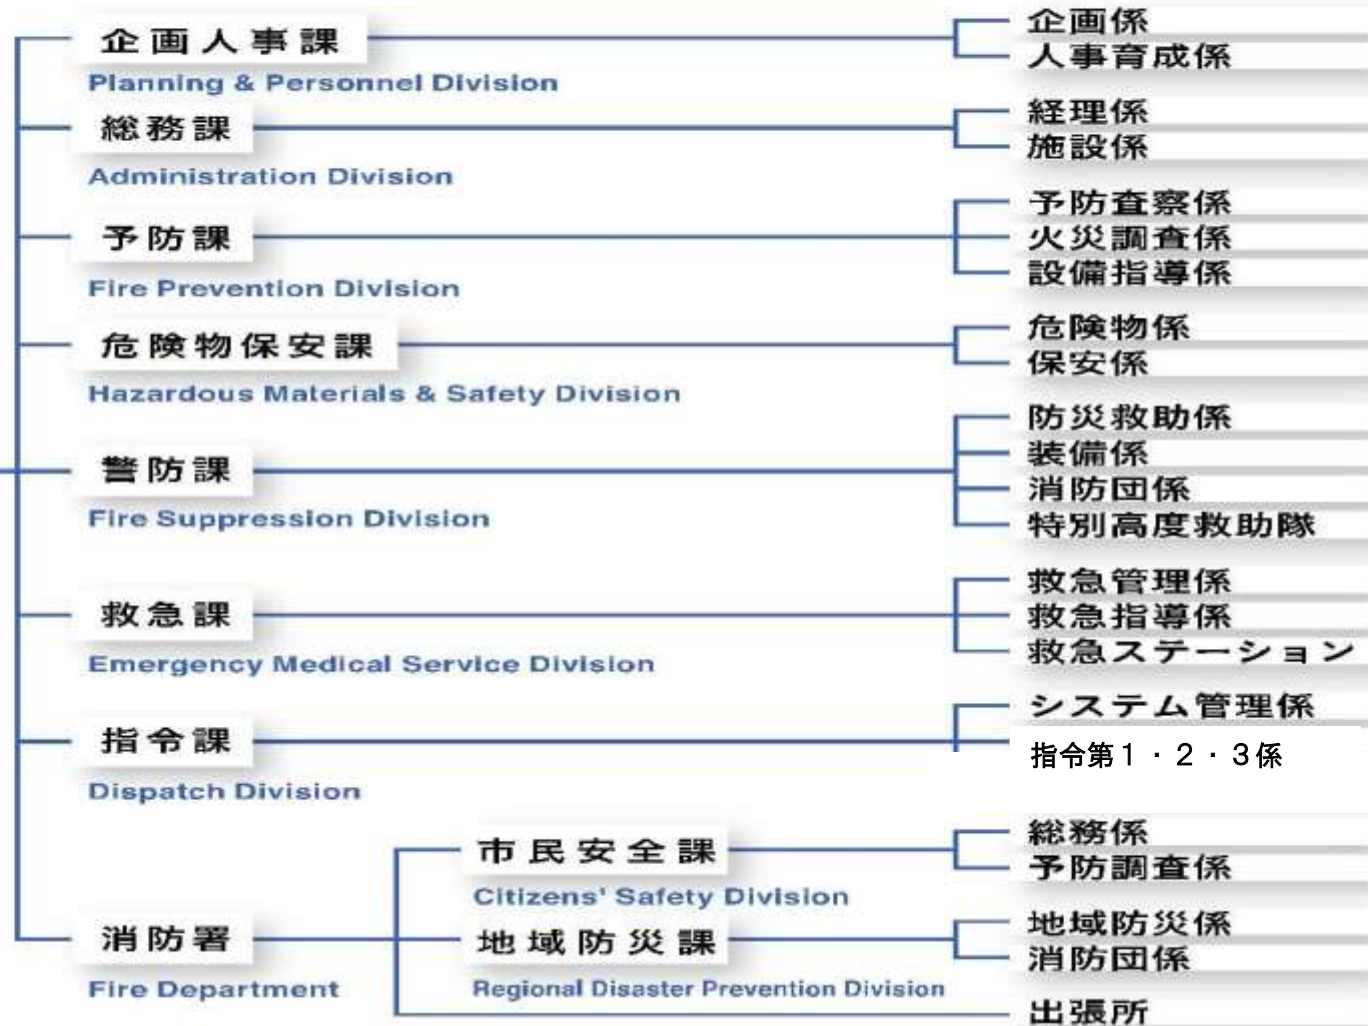 企画人事課
Planning & Personnel Division
企画係
人事育成係
総務課
Administration Division
経理係
施設係
予防課
Fire Prevention Division
予防査察係
火災調査係
設備指導係
危険物保安課
Hazardous Materials & Safety Division
危険物係
保安係
警防課
Fire Suppression Division
防災救助係
装備係
消防団係
特別高度救助隊
救急課
Emergency Medical Service Division
救急管理係
救急指導係
救急ステーション
指令課
Dispatch Division
システム管理係
指令第1・2・3係
消防署
Fire Department
市民安全課
Citizens' Safety Division
総務係
予防調査係
地域防災課
Regional Disaster Prevention Division
地域防災係
消防団係
出張所